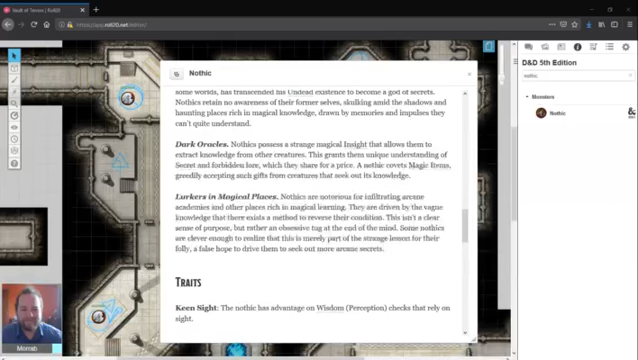 Vault of Terrors | Roll20
https://app.roll20.net/editor/
D&D 5th Edition
nothic
Monsters
Nothic
Nothic
some worlds, has transcended his Undead existence to become a god of secrets.
Nothics retain no awareness of their former selves, skulking amid the shadows and
haunting places rich in magical knowledge, drawn by memories and impulses they
can't quite understand.
Dark Oracles. Nothics possess a strange magical Insight that allows them to
extract knowledge from other creatures. This grants them unique understanding of
Secret and forbidden lore, which they share for a price. A nothic covets Magic Items,
greedily accepting such gifts from creatures that seek out its knowledge.
Lurkers in Magical Places. Nothics are notorious for infiltrating arcane
academies and other places rich in magical learning. They are driven by the vague
knowledge that there exists a method to reverse their condition. This isn't a clear
sense of purpose, but rather an obsessive tug at the end of the mind. Some nothics
are clever enough to realize that this is merely part of the strange lesson for their
folly, a false hope to drive them to seek out more arcane secrets.
TRAITS
Keen Sight: The nothic has advantage on Wisdom (Perception) checks that rely on
sight.